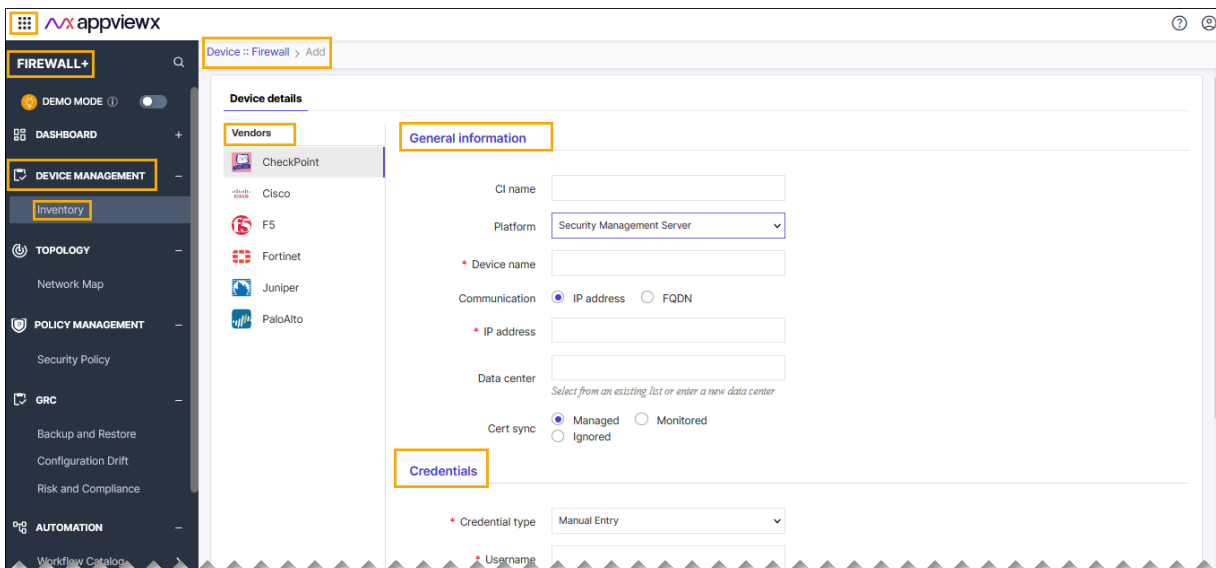 appviewx
FIREWALL+
DEMO MODE
DASHBOARD +
DEVICE MANAGEMENT –
Inventory
TOPOLOGY –
Network Map
POLICY MANAGEMENT –
Security Policy
GRC –
Backup and Restore
Configuration Drift
Risk and Compliance
AUTOMATION –
Workflow Catalog
Device :: Firewall > Add
Device details
Vendors
CheckPoint
Cisco
F5
Fortinet
Juniper
PaloAlto
General information
CI name
Platform Security Management Server
* Device name
Communication IP address FQDN
* IP address
Data center
Select from an existing list or enter a new data center
Cert sync Managed Monitored
Ignored
Credentials
* Credential type Manual Entry
* Username